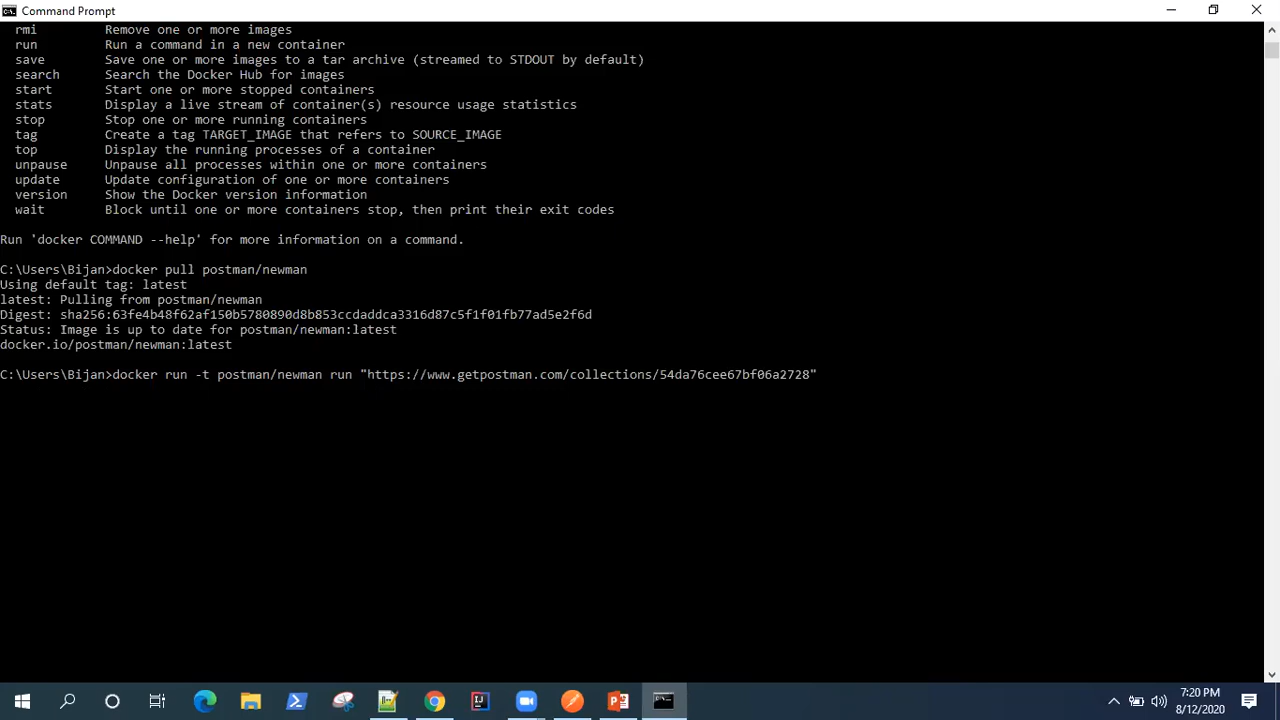 Command Prompt
rmi Remove one or more images
run Run a command in a new container
save Save one or more images to a tar archive (streamed to STDOUT by default)
search Search the Docker Hub for images
start Start one or more stopped containers
stats Display a live stream of container(s) resource usage statistics
stop Stop one or more running containers
tag Create a tag TARGET_IMAGE that refers to SOURCE_IMAGE
top Display the running processes of a container
unpause Unpause all processes within one or more containers
update Update configuration of one or more containers
version Show the Docker version information
wait Block until one or more containers stop, then print their exit codes
Run 'docker COMMAND --help' for more information on a command.
C:\Users\Bijan>docker pull postman/newman
Using default tag: latest
latest: Pulling from postman/newman
Digest: sha256:63fe4b48f62af150b5780890d8b853ccdaddca3316d87c5f1f01fb77ad5e2f6d
Status: Image is up to date for postman/newman:latest
docker.io/postman/newman:latest
C:\Users\Bijan>docker run -t postman/newman run "https://www.getpostman.com/collections/54da76cee67bf06a2728"
7:20 PM
8/12/2020